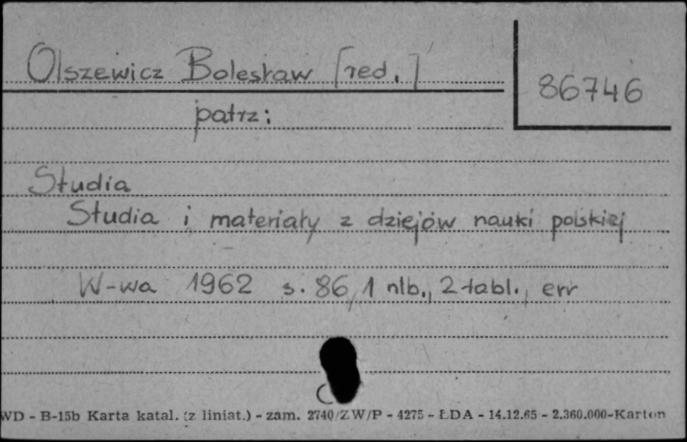 Olszewicz Bolesław [red.]
86746
patrz:
Studia
Studia i materiały z dziejów nauki polskiej
W-wa 1962 s. 86, 1 nlb., 2 tabl., err
WD - B-15b Karta katal. (z liniat.) - zam. 2740/ZW/P - 4275 - ŁDA - 14.12.65 - 2.360.000-Karton